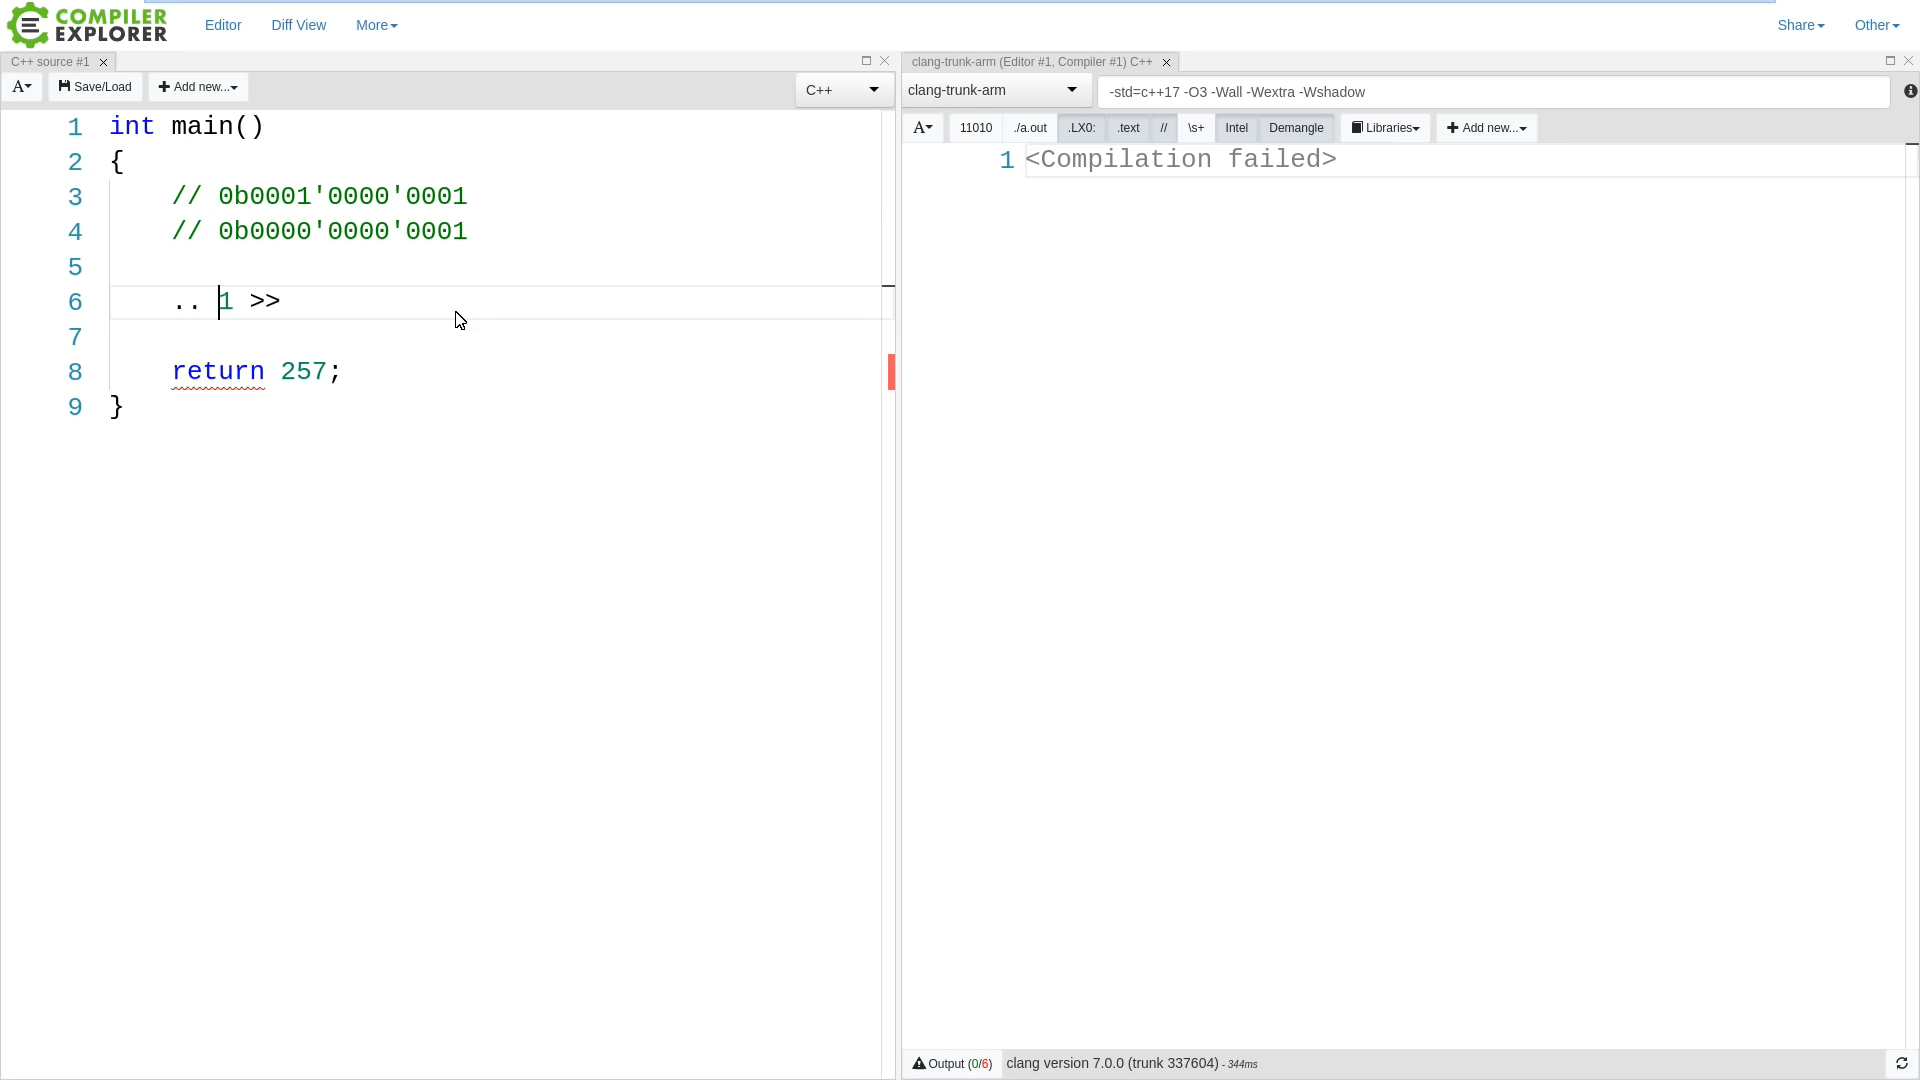 COMPILER EXPLORER Editor Diff View More Share Other
C++ source #1
A Save/Load Add new... C++
1 int main()
2 {
3 // 0b0001'0000'0001
4 // 0b0000'0000'0001
5
6 .. 1 >>
7
8 return 257;
9 }
clang-trunk-arm (Editor #1, Compiler #1) C++
clang-trunk-arm -std=c++17 -O3 -Wall -Wextra -Wshadow
A 11010 ./a.out .LX0: .text // \s+ Intel Demangle Libraries Add new...
1 <Compilation failed>
Output (0/6) clang version 7.0.0 (trunk 337604) - 344ms